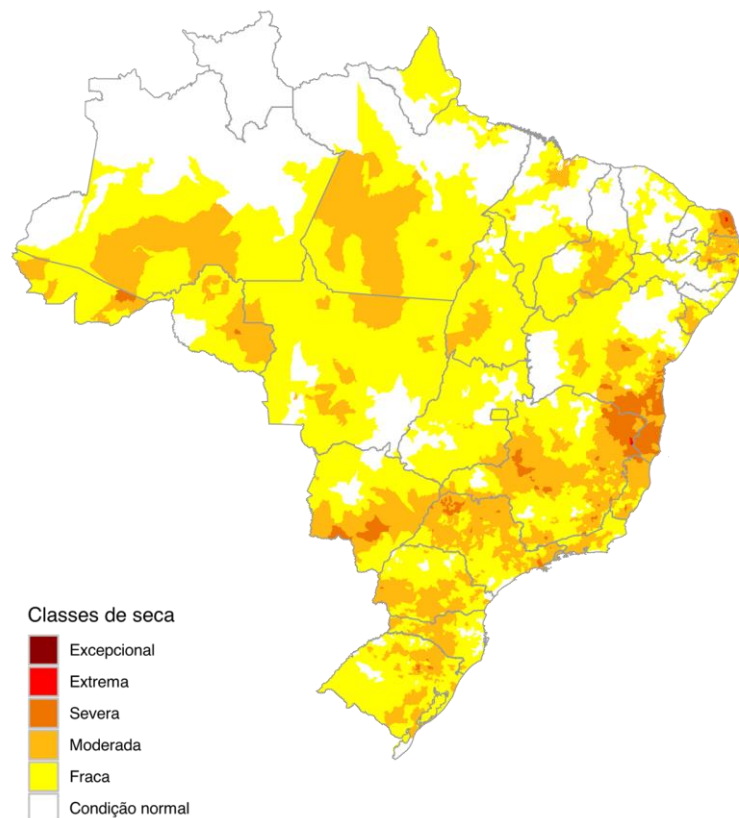 Classes de seca
Excepcional
Extrema
Severa
Moderada
Fraca
Condição normal